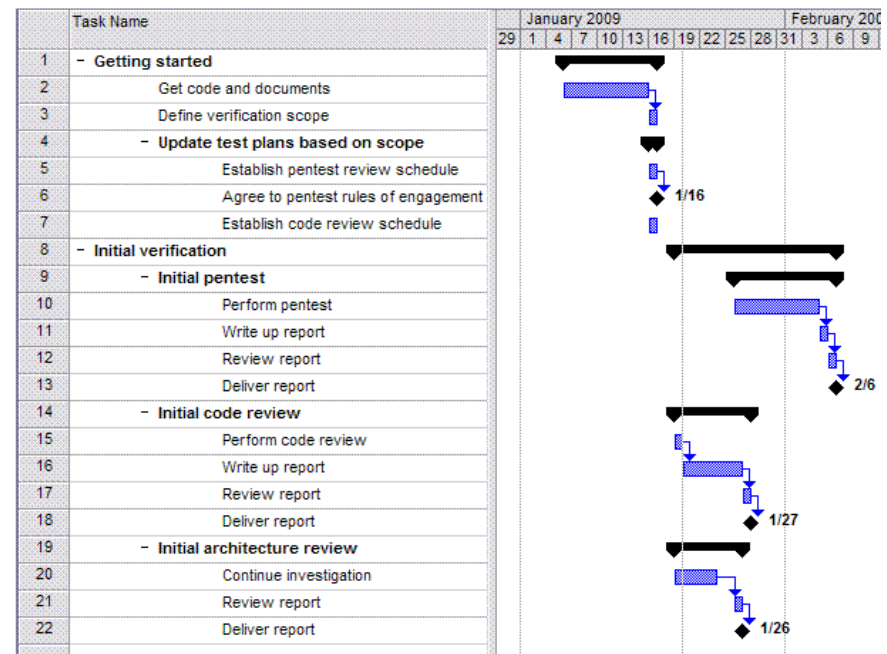 Task Name
January 2009
February 200
29 1 4 7 10 13 16 19 22 25 28 31 3 6 9
1 − Getting started
2 Get code and documents
3 Define verification scope
4 − Update test plans based on scope
5 Establish pentest review schedule
6 Agree to pentest rules of engagement 1/16
7 Establish code review schedule
8 − Initial verification
9 − Initial pentest
10 Perform pentest
11 Write up report
12 Review report
13 Deliver report 2/6
14 − Initial code review
15 Perform code review
16 Write up report
17 Review report
18 Deliver report 1/27
19 − Initial architecture review
20 Continue investigation
21 Review report
22 Deliver report 1/26